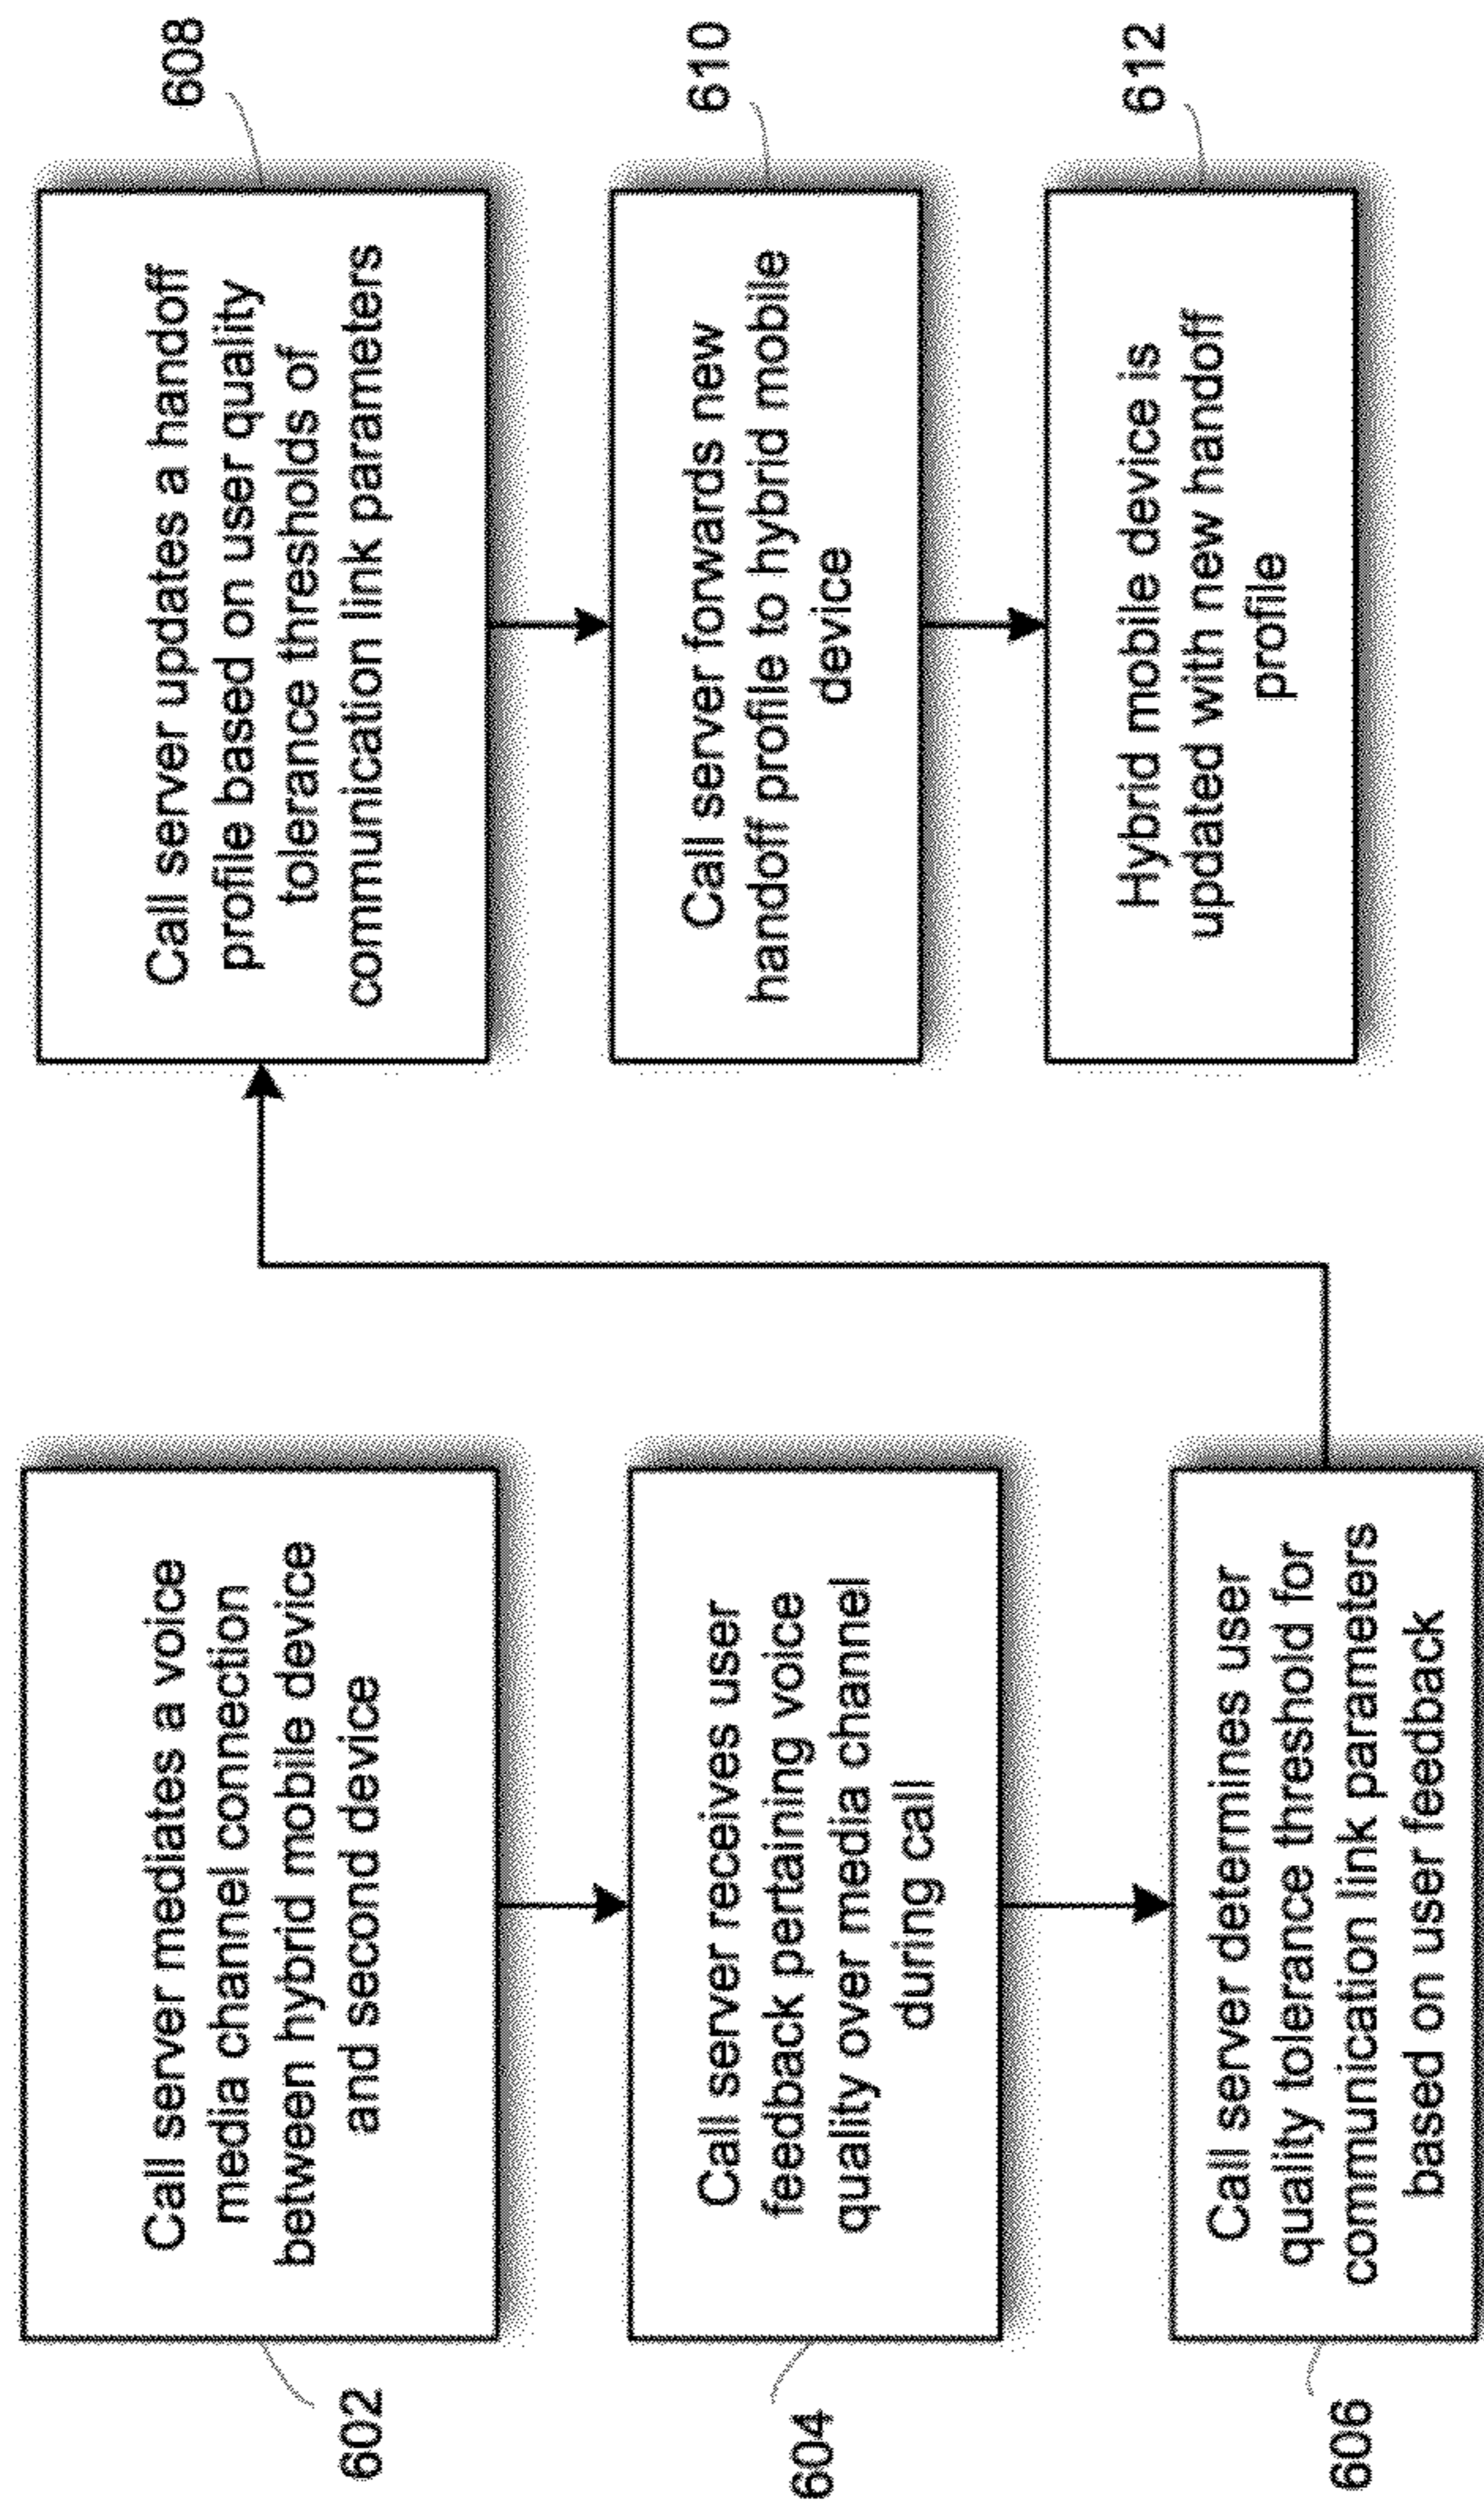 Call server mediates a voice
media channel connection
between hybrid mobile device
and second device
602
Call server receives user
feedback pertaining voice
quality over media channel
during call
604
Call server determines user
quality tolerance threshold for
communication link parameters
based on user feedback
606
Call server updates a handoff
profile based on user quality
tolerance thresholds of
communication link parameters
608
Call server forwards new
handoff profile to hybrid mobile
device
610
Hybrid mobile device is
updated with new handoff
profile
612